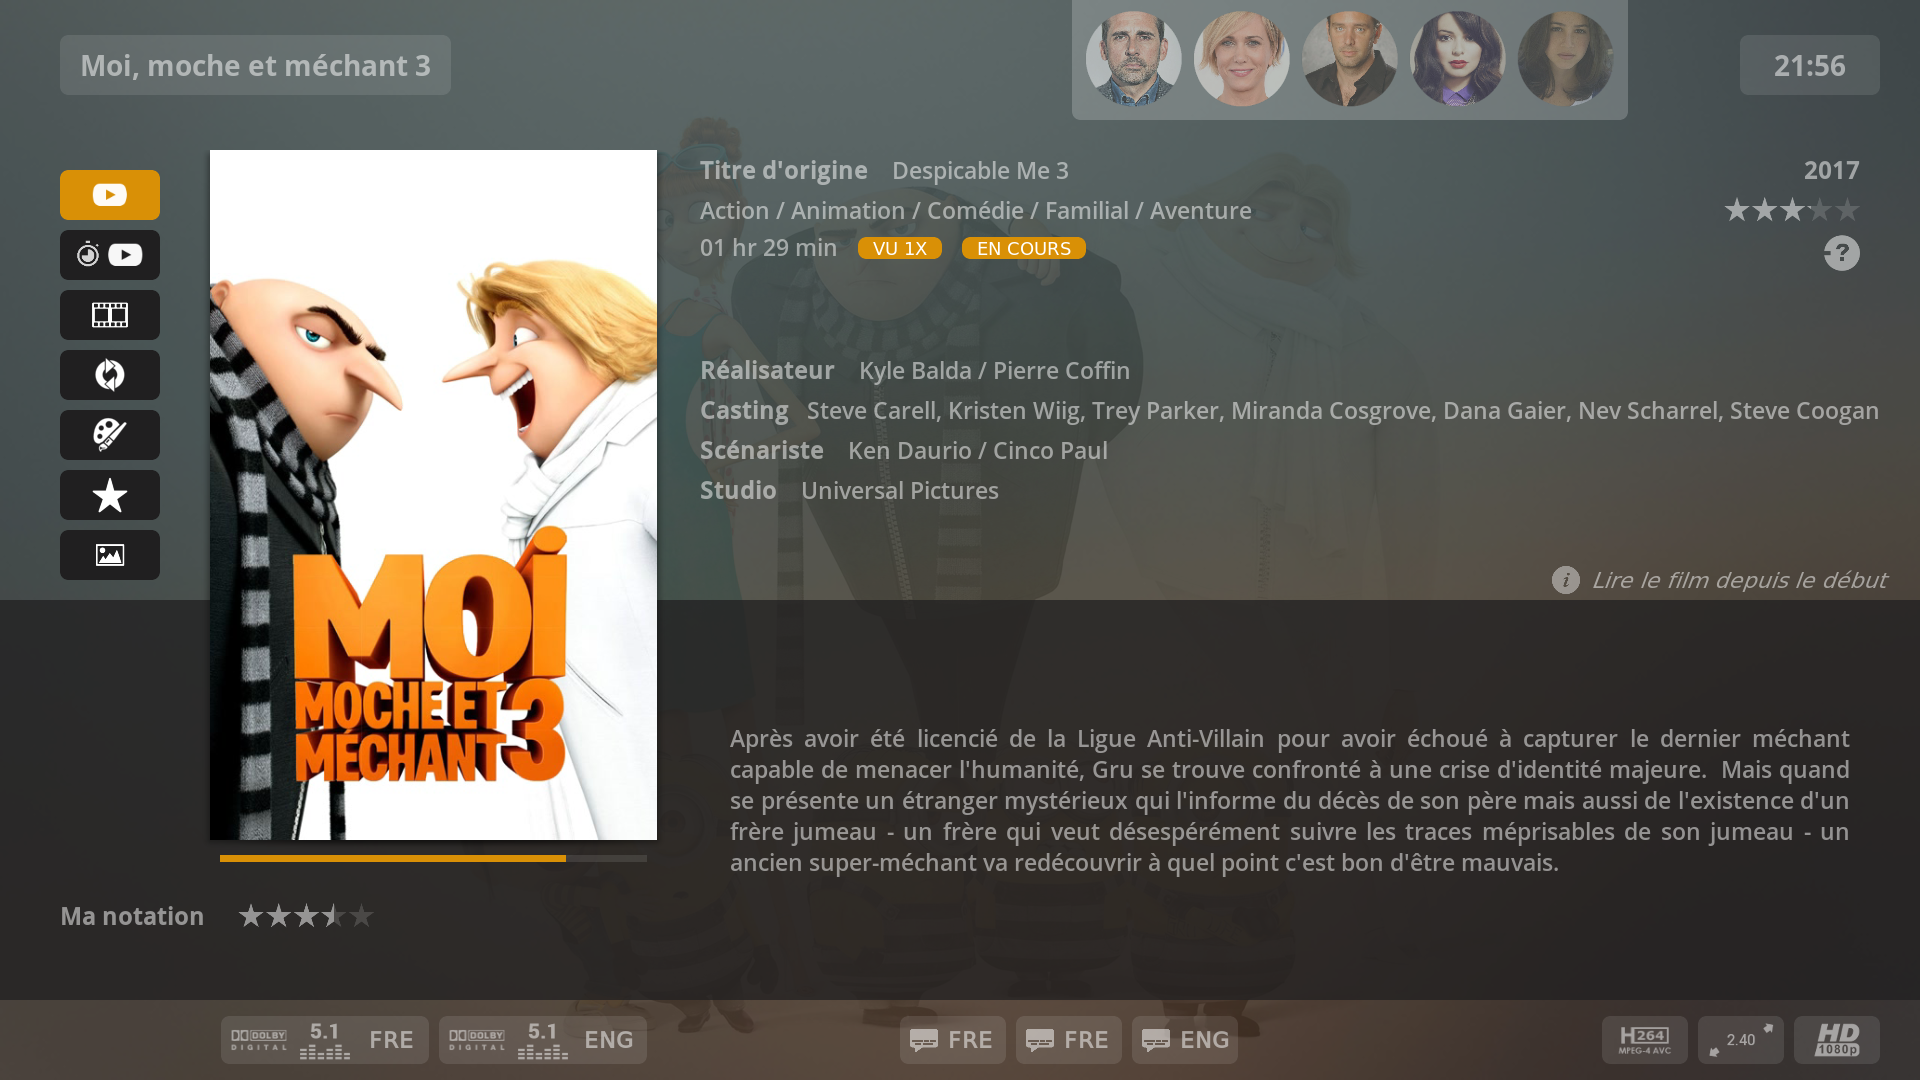 Moi, moche et méchant 3
21:56
Titre d'origine Despicable Me 3
2017
Action / Animation / Comédie / Familial / Aventure
01 hr 29 min VU 1X EN COURS
?
Réalisateur Kyle Balda / Pierre Coffin
Casting Steve Carell, Kristen Wiig, Trey Parker, Miranda Cosgrove, Dana Gaier, Nev Scharrel, Steve Coogan
Scénariste Ken Daurio / Cinco Paul
Studio Universal Pictures
i Lire le film depuis le début
MOI
MOCHE ET
MÉCHANT 3
Après avoir été licencié de la Ligue Anti-Villain pour avoir échoué à capturer le dernier méchant
capable de menacer l'humanité, Gru se trouve confronté à une crise d'identité majeure. Mais quand
se présente un étranger mystérieux qui l'informe du décès de son père mais aussi de l'existence d'un
frère jumeau - un frère qui veut désespérément suivre les traces méprisables de son jumeau - un
ancien super-méchant va redécouvrir à quel point c'est bon d'être mauvais.
Ma notation
DOLBY DIGITAL 5.1 FRE
DOLBY DIGITAL 5.1 ENG
FRE
FRE
ENG
H264 MPEG-4 AVC
2.40
HD 1080p